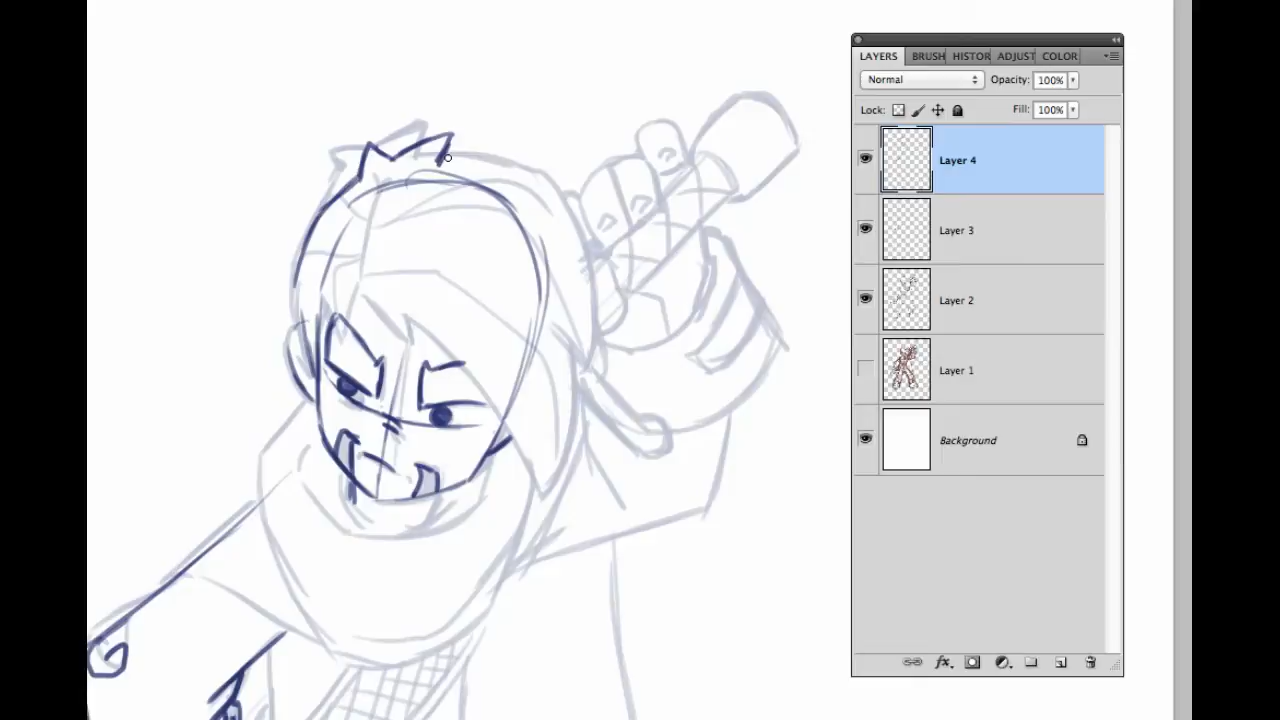 LAYERS BRUSH HISTOR ADJUST COLOR
Normal Opacity: 100%
Lock: Fill: 100%
Layer 4
Layer 3
Layer 2
Layer 1
Background
fx